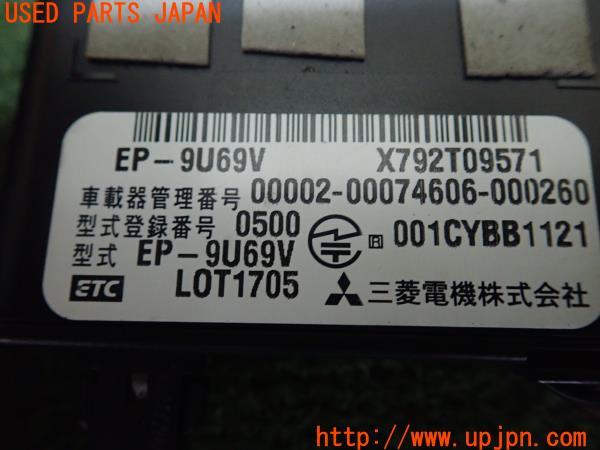 USED PARTS JAPAN
EP-9U69V X792T09571
車載器管理番号 00002-00074606-000260
型式登録番号 0500 R 001CYBB1121
型式 EP-9U69V
ETC LOT1705 三菱電機株式会社
UPJ
http://www.upjpn.com/